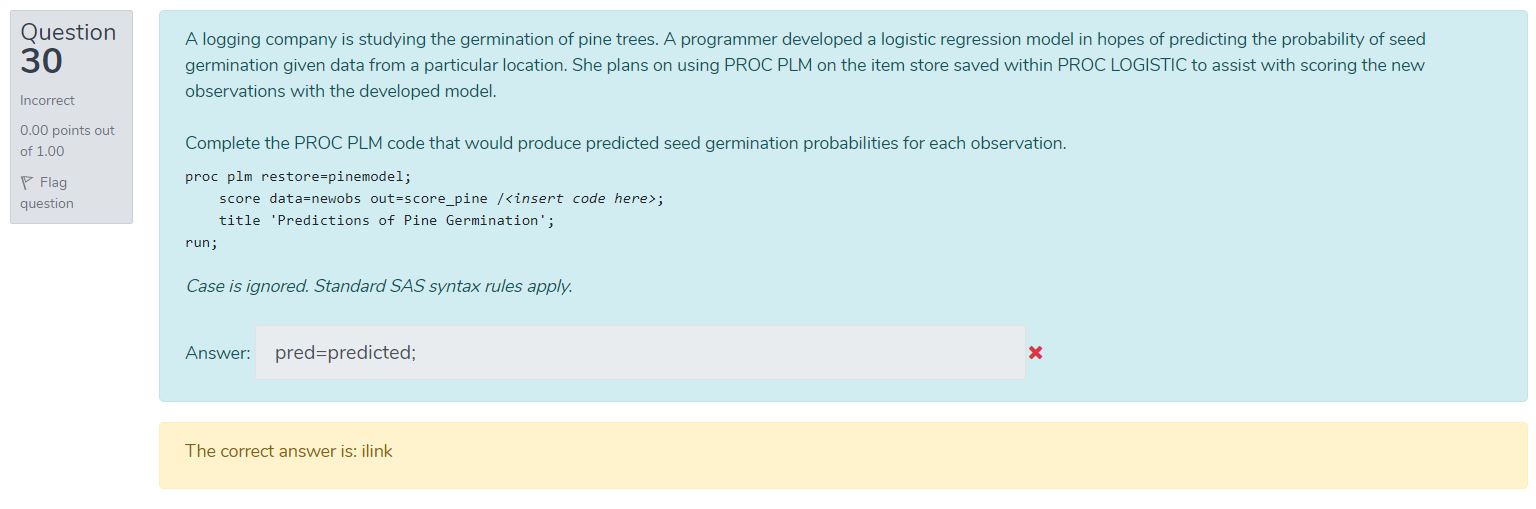 Question
30
Incorrect
0.00 points out
of 1.00
Flag
question
A logging company is studying the germination of pine trees. A programmer developed a logistic regression model in hopes of predicting the probability of seed
germination given data from a particular location. She plans on using PROC PLM on the item store saved within PROC LOGISTIC to assist with scoring the new
observations with the developed model.
Complete the PROC PLM code that would produce predicted seed germination probabilities for each observation.
proc plm restore=pinemodel;
score data=newobs out=score_pine /<insert code here>;
title 'Predictions of Pine Germination';
run;
Case is ignored. Standard SAS syntax rules apply.
Answer: pred=predicted;
The correct answer is: ilink